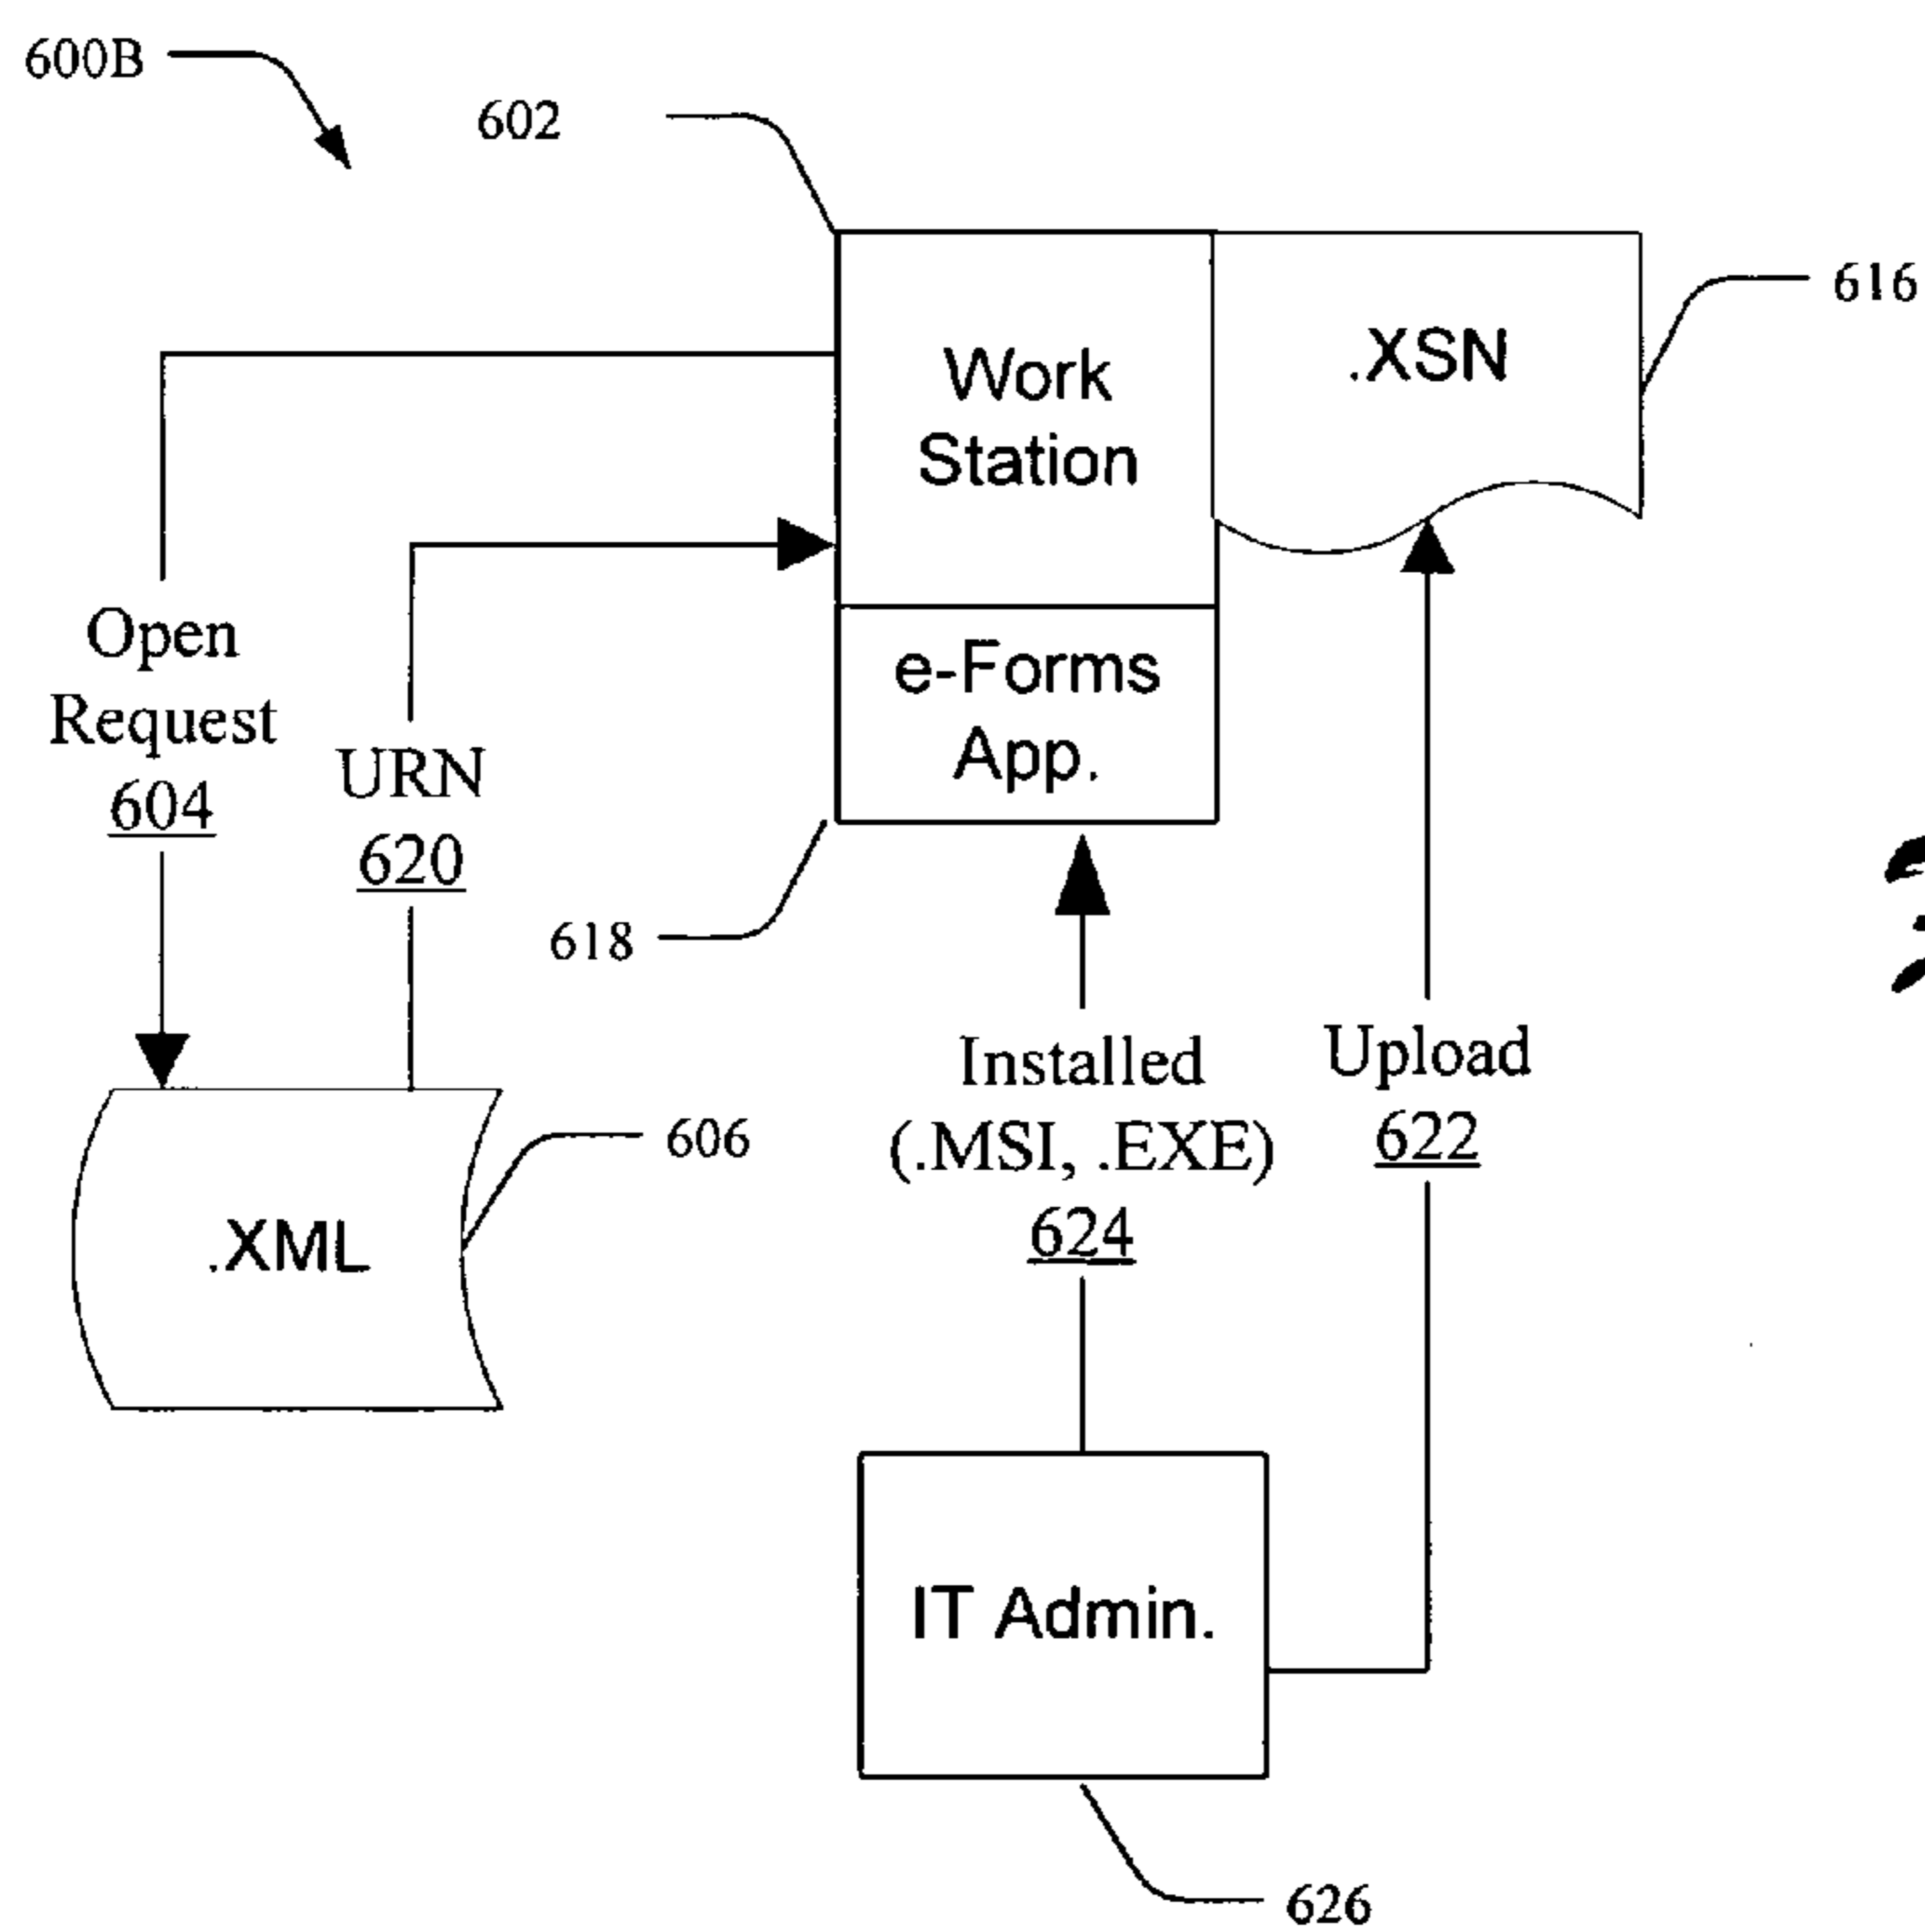 600B
602
616
Work
Station
.XSN
Open
Request
604
URN
620
e-Forms
App.
618
Installed
(.MSI, .EXE)
624
Upload
622
606
.XML
IT Admin.
626